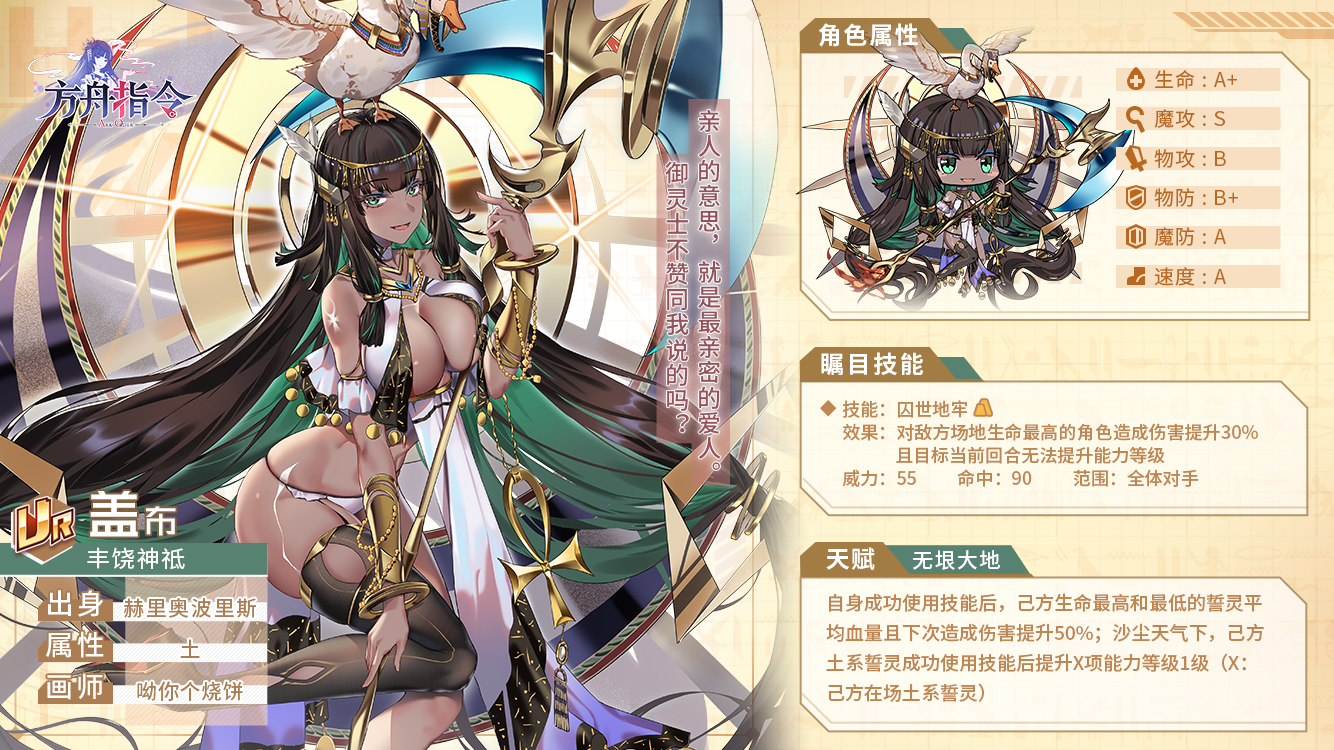 方舟指令
ARK ORDER
亲人的意思，就是最亲密的爱人。
御灵士不赞同我说的吗？
UR
盖布
丰饶神祇
出身 赫里奥波里斯
属性 土
画师 呦你个烧饼
角色属性
生命：A+
魔攻：S
物攻：B
物防：B+
魔防：A
速度：A
瞩目技能
◆ 技能：囚世地牢
效果：对敌方场地生命最高的角色造成伤害提升30%
且目标当前回合无法提升能力等级
威力：55 命中：90 范围：全体对手
天赋 无垠大地
自身成功使用技能后，己方生命最高和最低的誓灵平
均血量且下次造成伤害提升50%；沙尘天气下，己方
土系誓灵成功使用技能后提升X项能力等级1级（X：
己方在场土系誓灵）